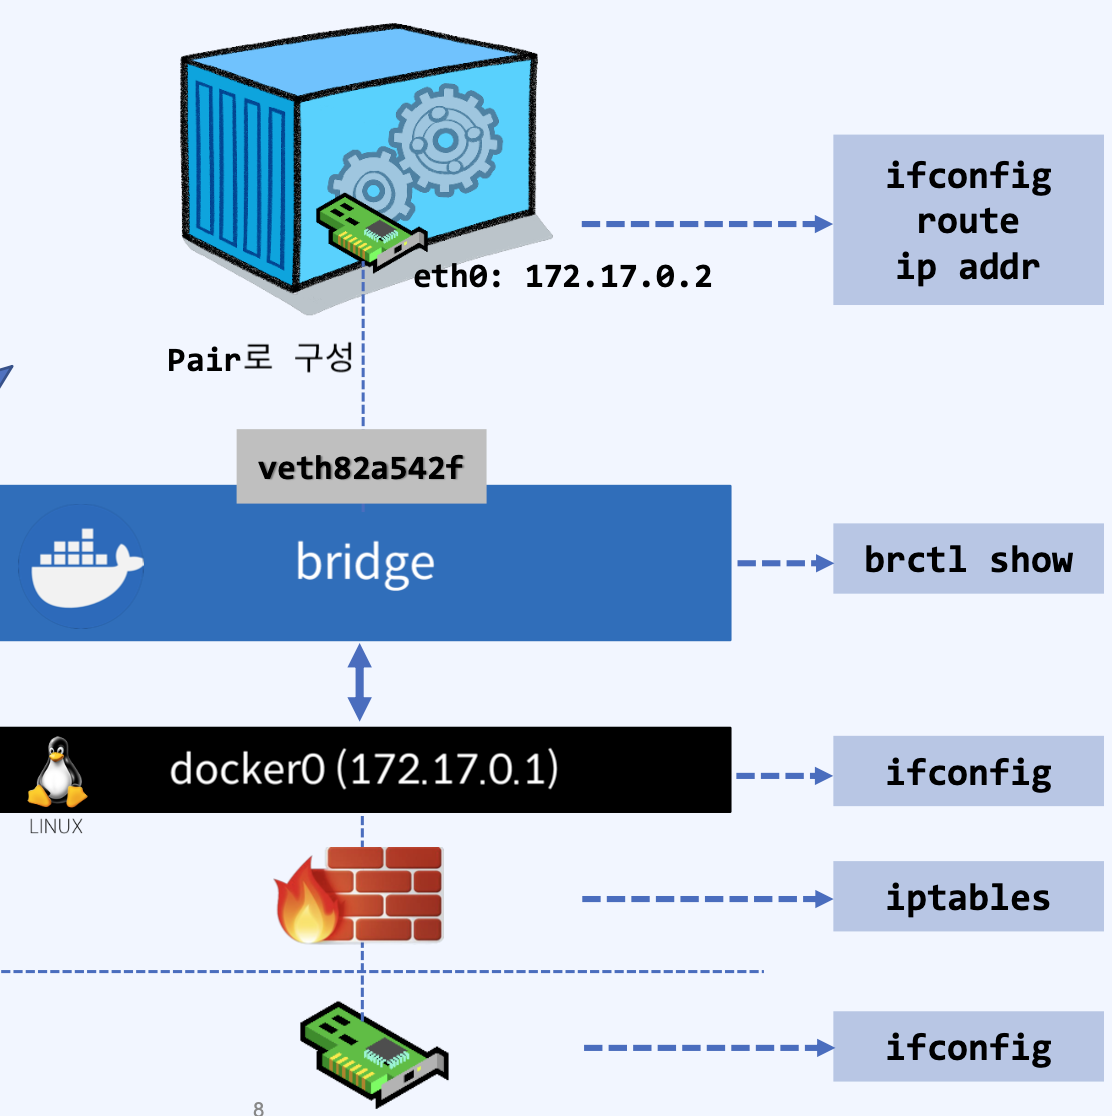 ifconfig
route
ip addr
eth0: 172.17.0.2
Pair로 구성
veth82a542f
bridge
brctl show
docker0 (172.17.0.1)
ifconfig
LINUX
iptables
ifconfig
8